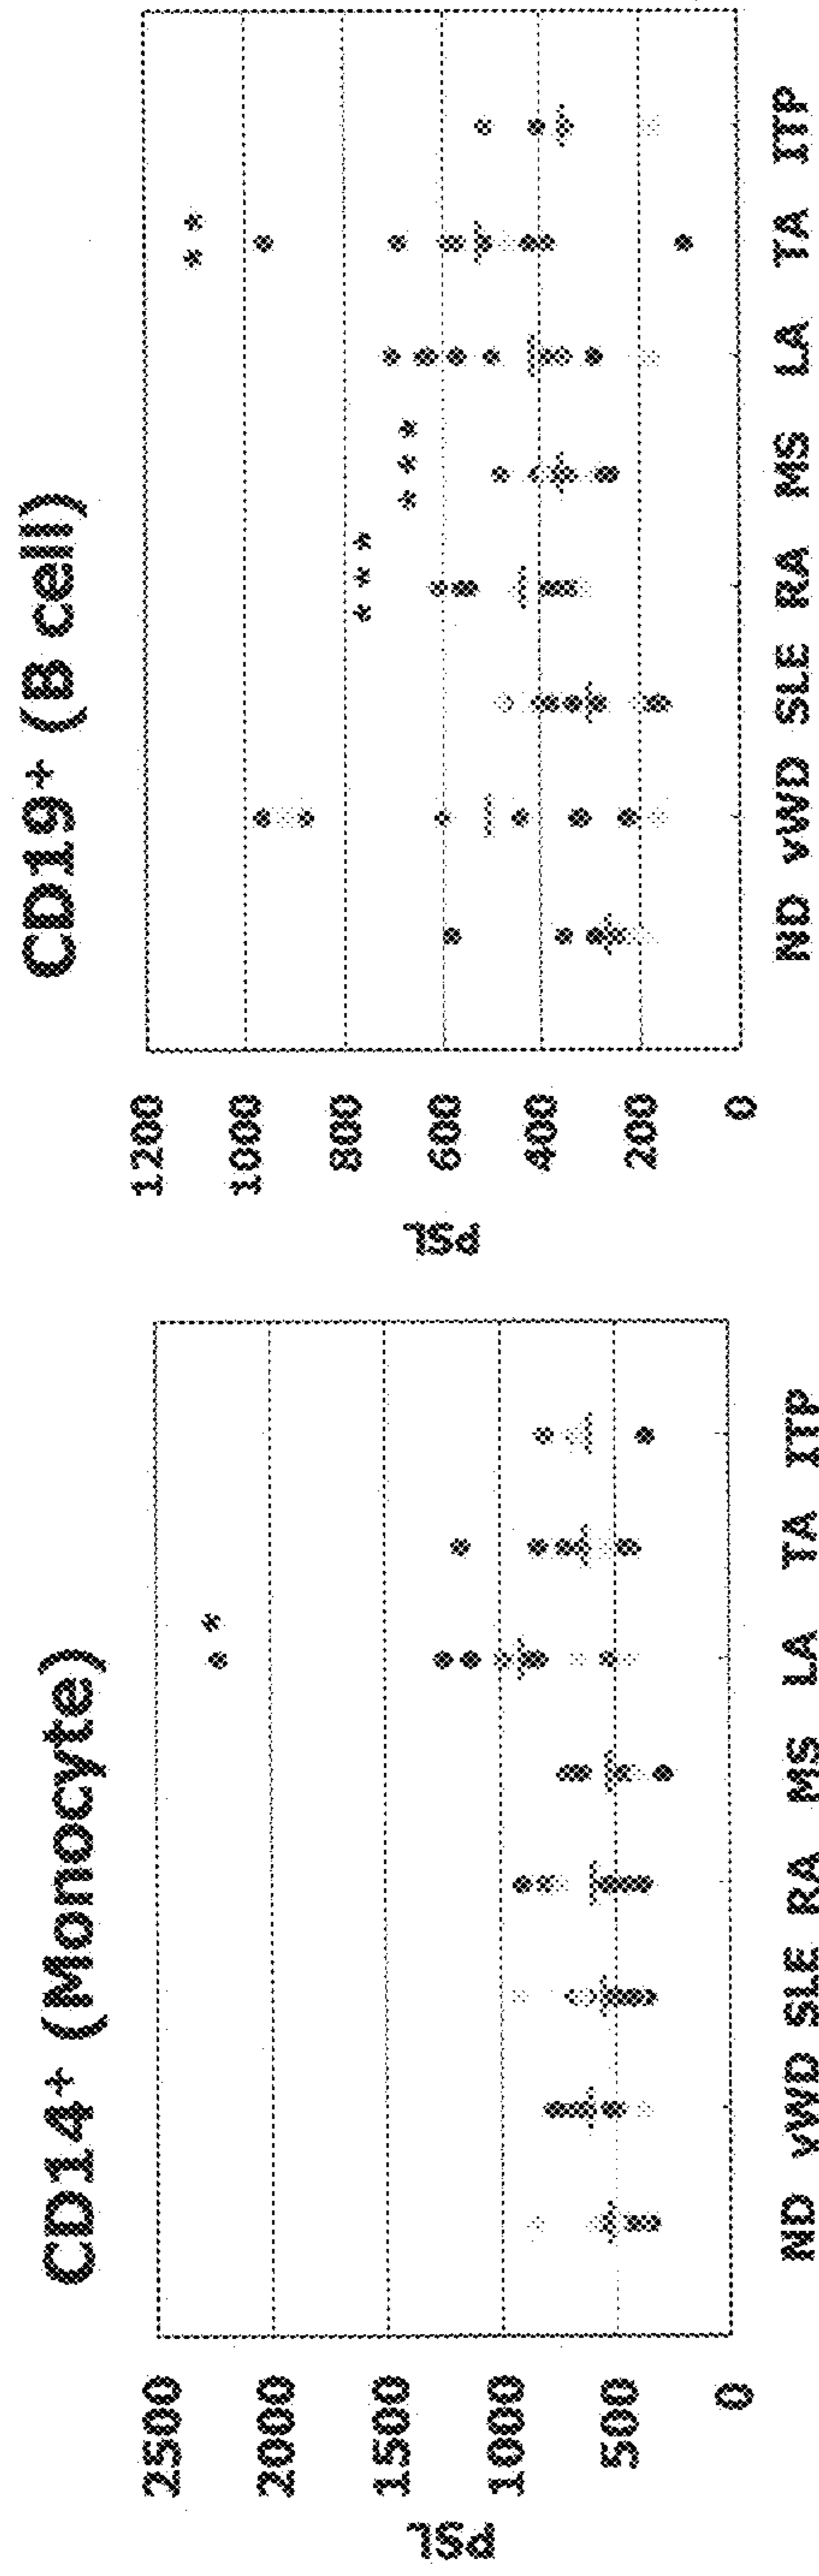 CD14+ (Monocyte)
PSL
2500
2000
1500
1000
500
0
*
ND vWD SLE RA MS LA TA ITP
CD19+ (B cell)
PSL
1200
1000
800
600
400
200
0
***
***
**
ND vWD SLE RA MS LA TA ITP